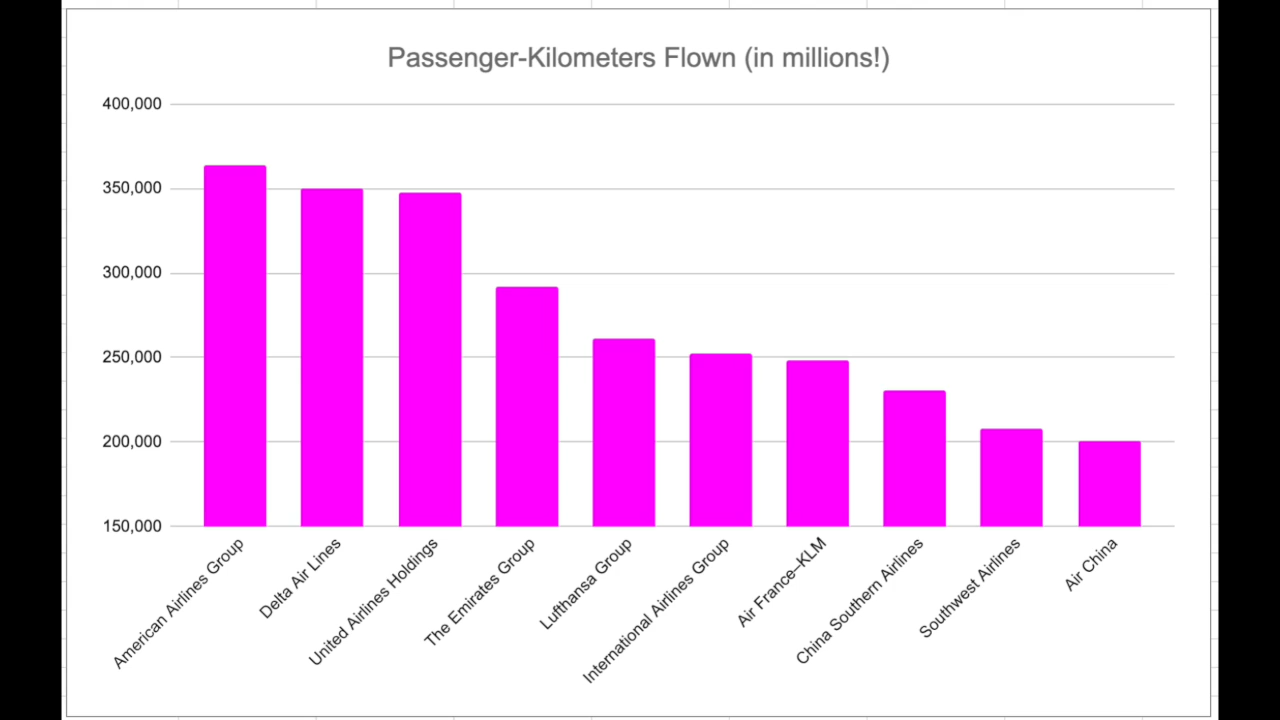 Passenger-Kilometers Flown (in millions!)
400,000
350,000
300,000
250,000
200,000
150,000
American Airlines Group
Delta Air Lines
United Airlines Holdings
The Emirates Group
Lufthansa Group
International Airlines Group
Air France–KLM
China Southern Airlines
Southwest Airlines
Air China